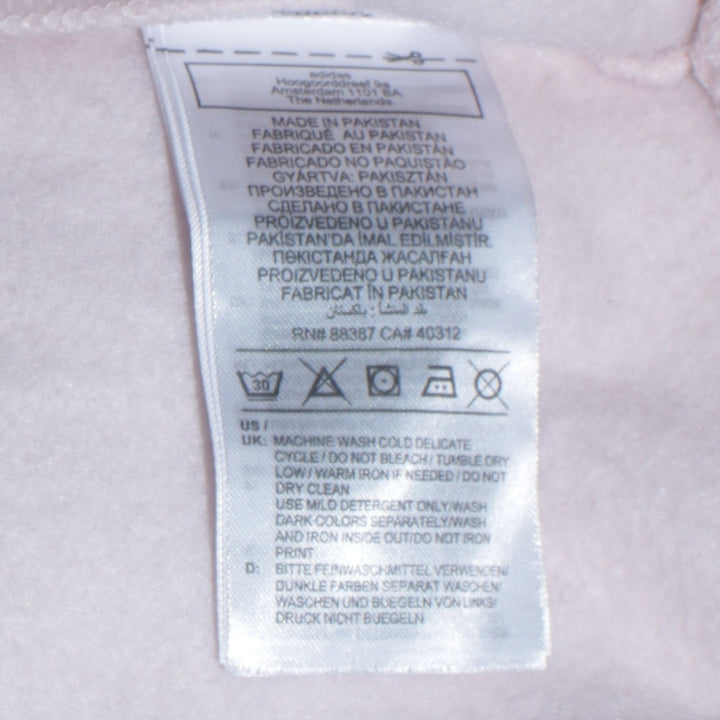 adidas
Hoogoorddreef 9a
Amsterdam 1101 BA
The Netherlands
MADE IN PAKISTAN
FABRIQUÉ AU PAKISTAN
FABRICADO EN PAKISTÁN
FABRICADO NO PAQUISTÃO
GYÁRTVA: PAKISZTÁN
ПРОИЗВЕДЕНО В ПАКИСТАН
СДЕЛАНО В ПАКИСТАНЕ
PROIZVEDENO U PAKISTANU
PAKİSTAN'DA İMAL EDİLMİŞTİR.
ПӘКІСТАНДА ЖАСАЛҒАН
PROIZVEDENO U PAKISTANU
FABRICAT ÎN PAKISTAN
بلد المنشأ : باكستان
RN# 88387 CA# 40312
30
US /
UK: MACHINE WASH COLD DELICATE
CYCLE / DO NOT BLEACH / TUMBLE DRY
LOW / WARM IRON IF NEEDED / DO NOT
DRY CLEAN
USE MILD DETERGENT ONLY/WASH
DARK COLORS SEPARATELY/WASH
AND IRON INSIDE OUT/DO NOT IRON
PRINT
D: BITTE FEINWASCHMITTEL VERWENDEN/
DUNKLE FARBEN SEPARAT WASCHEN/
WASCHEN UND BUEGELN VON LINKS/
DRUCK NICHT BUEGELN